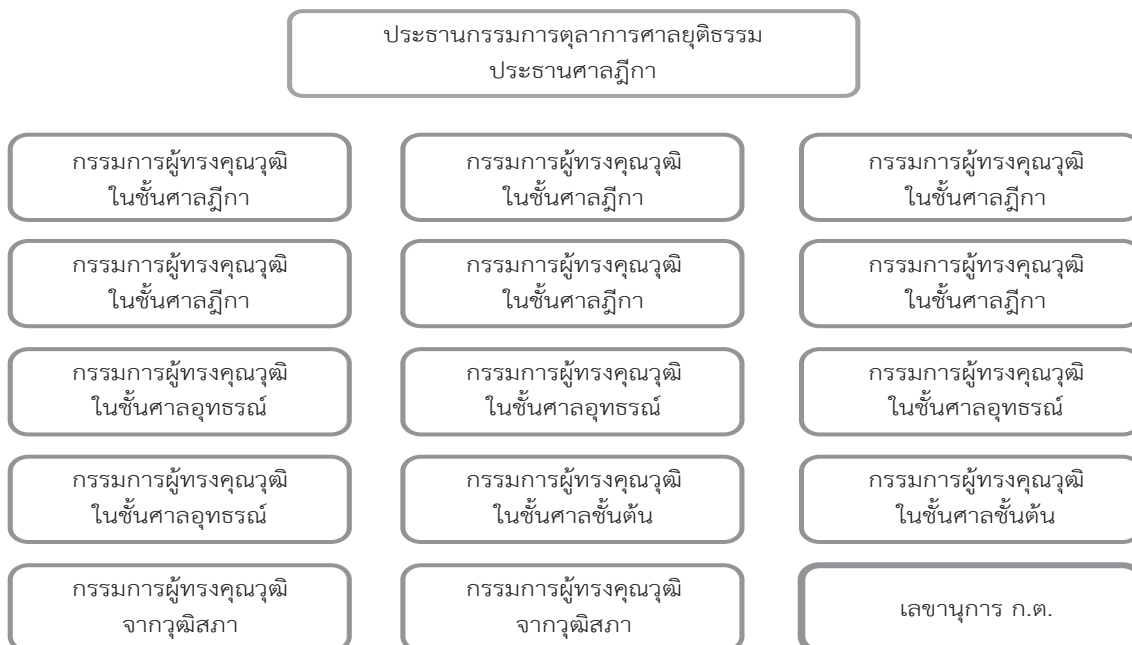 ประธานกรรมการตุลาการศาลยุติธรรม
ประธานศาลฎีกา
กรรมการผู้ทรงคุณวุฒิ
ในชั้นศาลฎีกา
กรรมการผู้ทรงคุณวุฒิ
ในชั้นศาลฎีกา
กรรมการผู้ทรงคุณวุฒิ
ในชั้นศาลฎีกา
กรรมการผู้ทรงคุณวุฒิ
ในชั้นศาลฎีกา
กรรมการผู้ทรงคุณวุฒิ
ในชั้นศาลฎีกา
กรรมการผู้ทรงคุณวุฒิ
ในชั้นศาลฎีกา
กรรมการผู้ทรงคุณวุฒิ
ในชั้นศาลอุทธรณ์
กรรมการผู้ทรงคุณวุฒิ
ในชั้นศาลอุทธรณ์
กรรมการผู้ทรงคุณวุฒิ
ในชั้นศาลอุทธรณ์
กรรมการผู้ทรงคุณวุฒิ
ในชั้นศาลอุทธรณ์
กรรมการผู้ทรงคุณวุฒิ
ในชั้นศาลชั้นต้น
กรรมการผู้ทรงคุณวุฒิ
ในชั้นศาลชั้นต้น
กรรมการผู้ทรงคุณวุฒิ
จากวุฒิสภา
กรรมการผู้ทรงคุณวุฒิ
จากวุฒิสภา
เลขานุการ ก.ต.